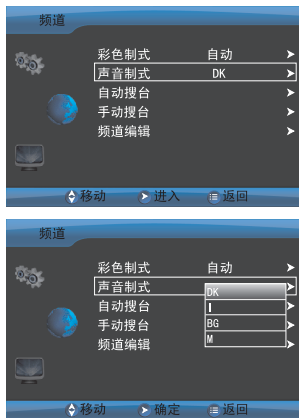 频道
彩色制式 自动
声音制式 DK
自动搜台
手动搜台
频道编辑
移动 进入 返回
频道
彩色制式 自动
声音制式 DK
自动搜台 I
手动搜台 BG
频道编辑 M
移动 确定 返回